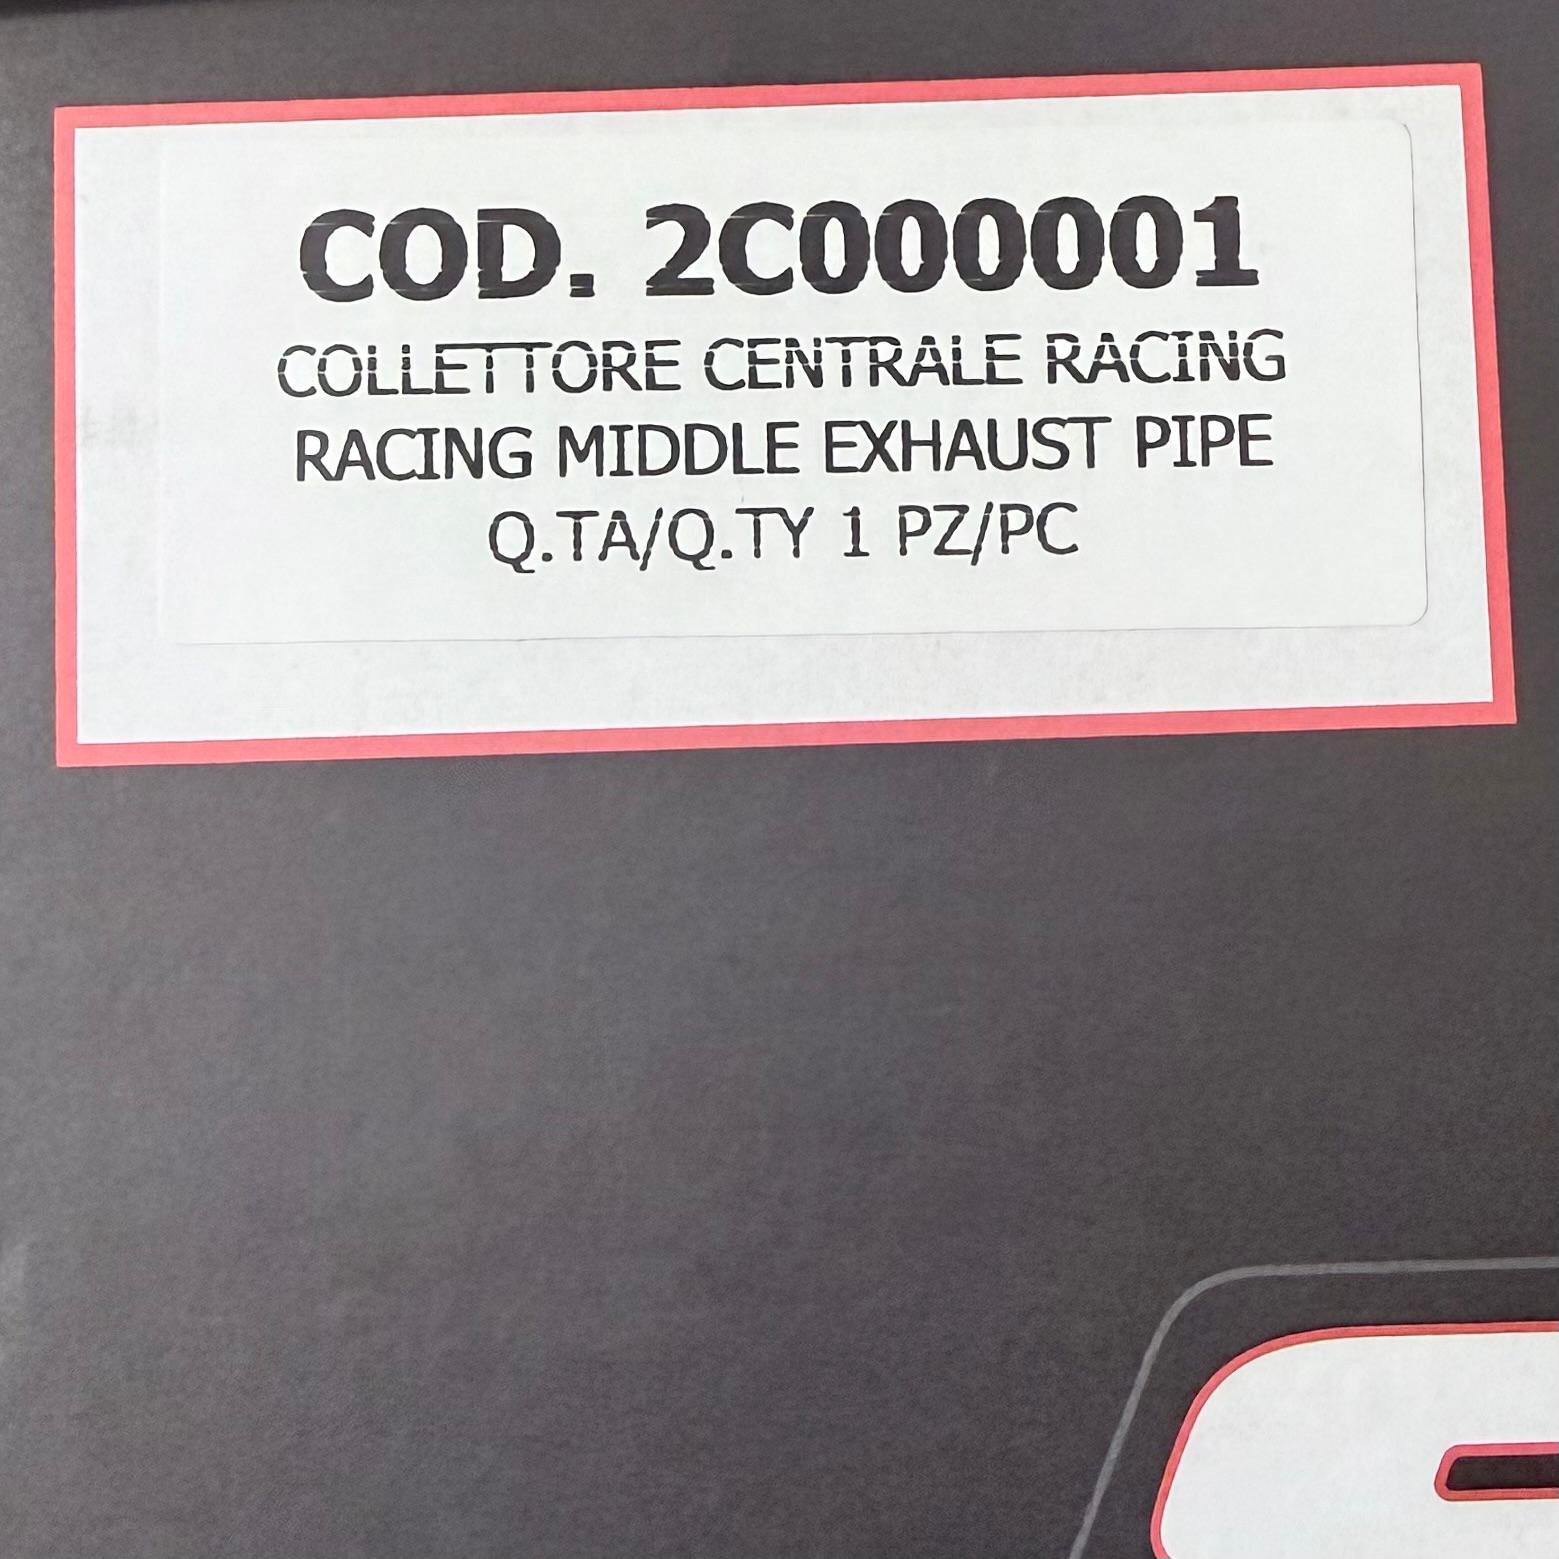 COD. 2C000001
COLLETTORE CENTRALE RACING
RACING MIDDLE EXHAUST PIPE
Q.TA/Q.TY 1 PZ/PC